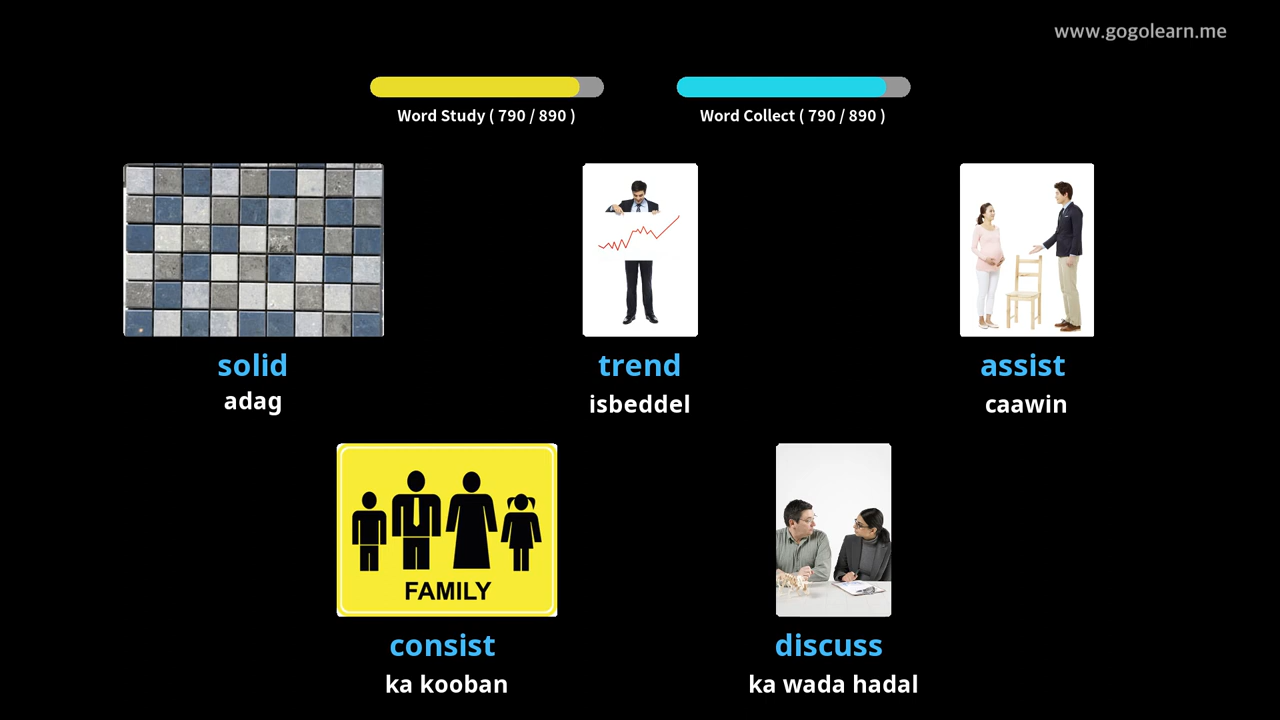 www.gogolearn.me
Word Study ( 790 / 890 )
Word Collect ( 790 / 890 )
solid
adag
trend
isbeddel
assist
caawin
FAMILY
consist
ka kooban
discuss
ka wada hadal